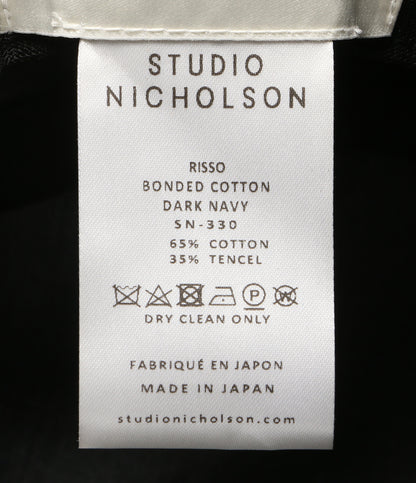 STUDIO
NICHOLSON
RISSO
BONDED COTTON
DARK NAVY
SN-330
65% COTTON
35% TENCEL
P W
DRY CLEAN ONLY
FABRIQUÉ EN JAPON
MADE IN JAPAN
studionicholson.com